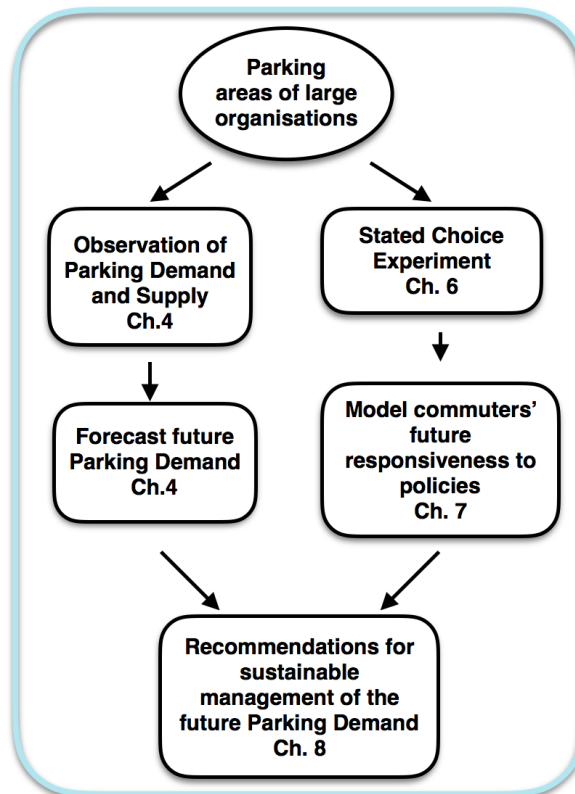 Parking
areas of large
organisations
Observation of
Parking Demand
and Supply
Ch.4
Stated Choice
Experiment
Ch. 6
Forecast future
Parking Demand
Ch.4
Model commuters’
future
responsiveness to
policies
Ch. 7
Recommendations for
sustainable
management of the
future Parking Demand
Ch. 8